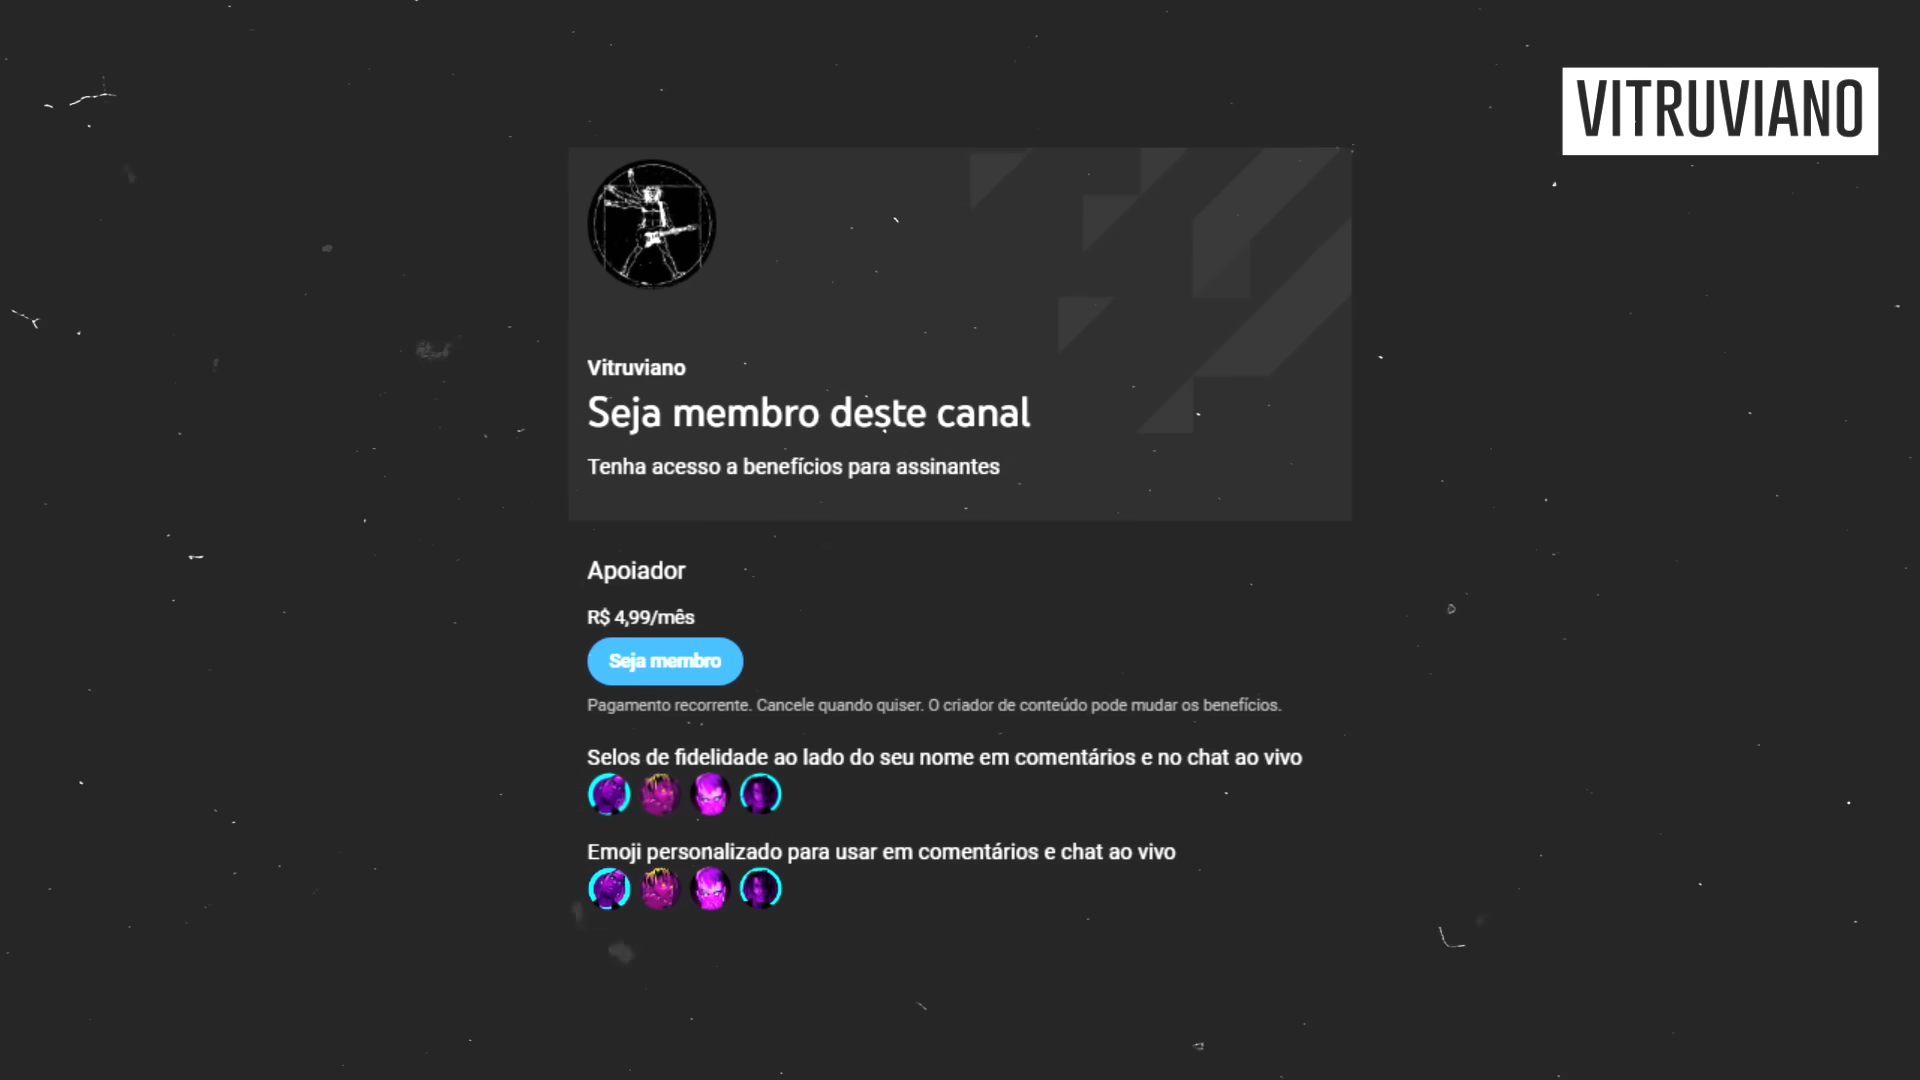 VITRUVIANO
Vitruviano
Seja membro deste canal
Tenha acesso a benefícios para assinantes
Apoiador
R$ 4,99/mês
Seja membro
Pagamento recorrente. Cancele quando quiser. O criador de conteúdo pode mudar os benefícios.
Selos de fidelidade ao lado do seu nome em comentários e no chat ao vivo
Emoji personalizado para usar em comentários e chat ao vivo